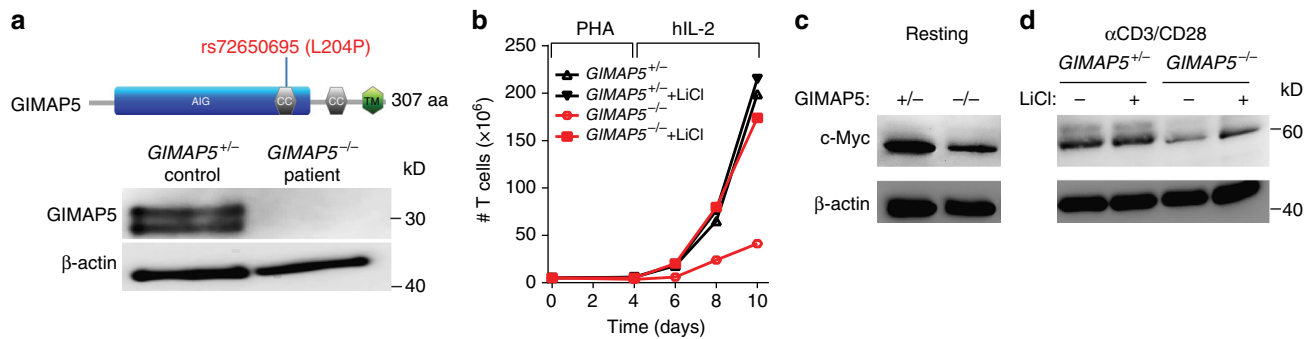 a
rs72650695 (L204P)
GIMAP5
AIG
CC
CC
TM
307 aa
GIMAP5+/–
control
GIMAP5–/–
patient
kD
GIMAP5
–30
β-actin
–40
b
PHA
hIL-2
250
200
150
100
50
0
# T cells (×10⁶)
GIMAP5+/–
GIMAP5+/–+LiCl
GIMAP5–/–
GIMAP5–/–+LiCl
0 2 4 6 8 10
Time (days)
c
Resting
GIMAP5: +/– –/–
c-Myc
β-actin
d
αCD3/CD28
GIMAP5+/– GIMAP5–/–
LiCl: – + – +
kD
–60
–40